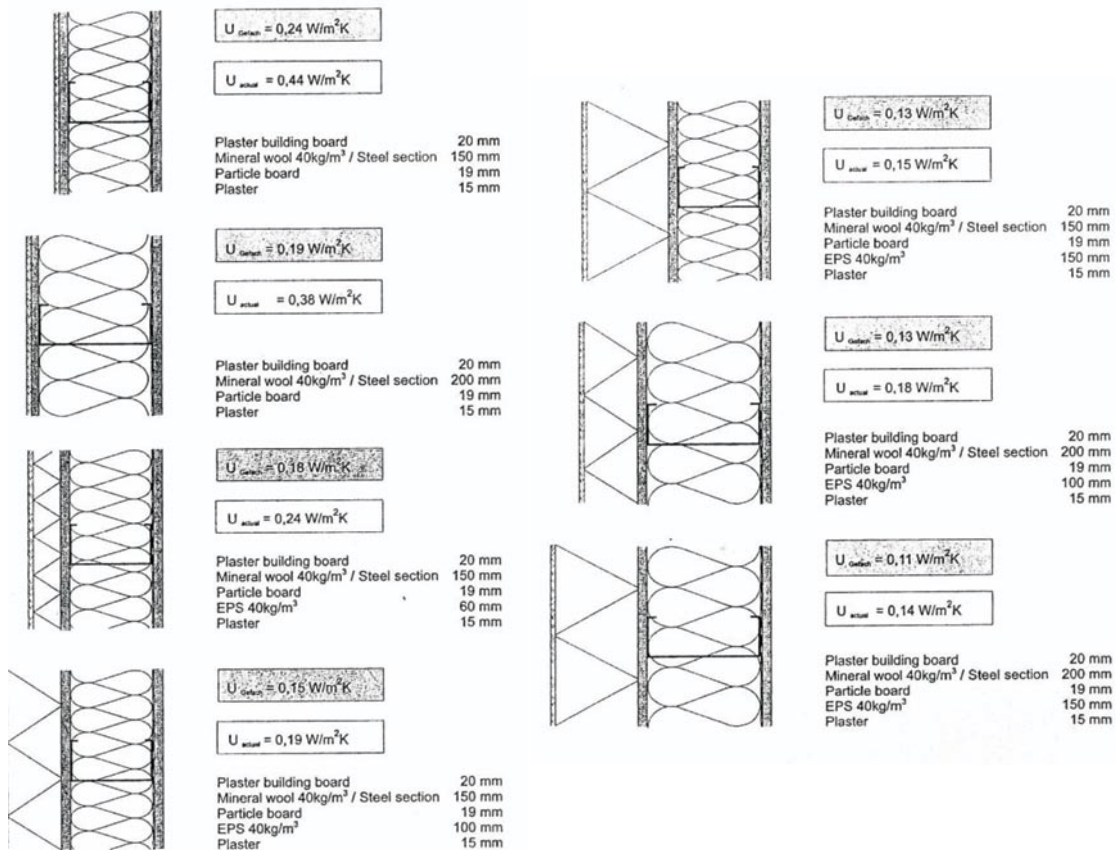 U Gefach = 0,24 W/m²K
U actual = 0,44 W/m²K
Plaster building board 20 mm
Mineral wool 40kg/m³ / Steel section 150 mm
Particle board 19 mm
Plaster 15 mm
U Gefach = 0,19 W/m²K
U actual = 0,38 W/m²K
Plaster building board 20 mm
Mineral wool 40kg/m³ / Steel section 200 mm
Particle board 19 mm
Plaster 15 mm
U Gefach = 0,18 W/m²K
U actual = 0,24 W/m²K
Plaster building board 20 mm
Mineral wool 40kg/m³ / Steel section 150 mm
Particle board 19 mm
EPS 40kg/m³ 60 mm
Plaster 15 mm
U Gefach = 0,15 W/m²K
U actual = 0,19 W/m²K
Plaster building board 20 mm
Mineral wool 40kg/m³ / Steel section 150 mm
Particle board 19 mm
EPS 40kg/m³ 100 mm
Plaster 15 mm
U Gefach = 0,13 W/m²K
U actual = 0,15 W/m²K
Plaster building board 20 mm
Mineral wool 40kg/m³ / Steel section 150 mm
Particle board 19 mm
EPS 40kg/m³ 150 mm
Plaster 15 mm
U Gefach = 0,13 W/m²K
U actual = 0,18 W/m²K
Plaster building board 20 mm
Mineral wool 40kg/m³ / Steel section 200 mm
Particle board 19 mm
EPS 40kg/m³ 100 mm
Plaster 15 mm
U Gefach = 0,11 W/m²K
U actual = 0,14 W/m²K
Plaster building board 20 mm
Mineral wool 40kg/m³ / Steel section 200 mm
Particle board 19 mm
EPS 40kg/m³ 150 mm
Plaster 15 mm